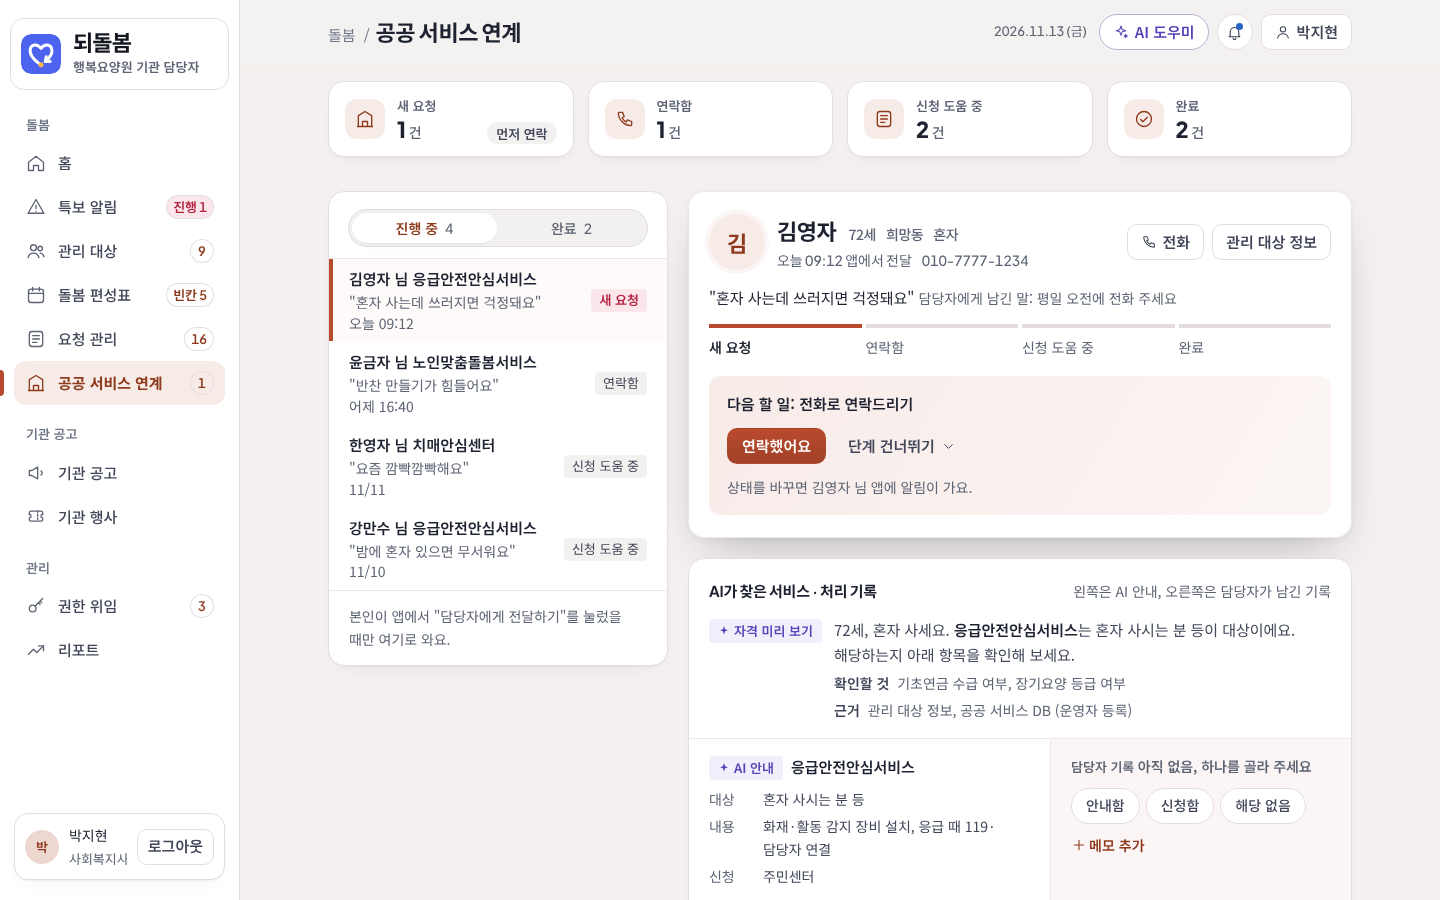 되돌봄
행복요양원 기관 담당자
돌봄
홈
특보 알림 진행 1
관리 대상 9
돌봄 편성표 빈칸 5
요청 관리 16
공공 서비스 연계 1
기관 공고
기관 공고
기관 행사
관리
권한 위임 3
리포트
박
박지현
사회복지사
로그아웃
돌봄 / 공공 서비스 연계
2026.11.13(금)
AI 도우미
박지현
새 요청
1건
먼저 연락
연락함
1건
신청 도움 중
2건
완료
2건
진행 중 4
완료 2
김영자 님 응급안전안심서비스
"혼자 사는데 쓰러지면 걱정돼요"
오늘 09:12
새 요청
윤금자 님 노인맞춤돌봄서비스
"반찬 만들기가 힘들어요"
어제 16:40
연락함
한영자 님 치매안심센터
"요즘 깜빡깜빡해요"
11/11
신청 도움 중
강만수 님 응급안전안심서비스
"밤에 혼자 있으면 무서워요"
11/10
신청 도움 중
본인이 앱에서 "담당자에게 전달하기"를 눌렀을
때만 여기로 와요.
김
김영자 72세 희망동 혼자
오늘 09:12 앱에서 전달 010-7777-1234
전화
관리 대상 정보
"혼자 사는데 쓰러지면 걱정돼요" 담당자에게 남긴 말: 평일 오전에 전화 주세요
새 요청 연락함 신청 도움 중 완료
다음 할 일: 전화로 연락드리기
연락했어요
단계 건너뛰기
상태를 바꾸면 김영자 님 앱에 알림이 가요.
AI가 찾은 서비스 · 처리 기록
왼쪽은 AI 안내, 오른쪽은 담당자가 남긴 기록
자격 미리 보기
72세, 혼자 사세요. 응급안전안심서비스는 혼자 사시는 분 등이 대상이에요.
해당하는지 아래 항목을 확인해 보세요.
확인할 것 기초연금 수급 여부, 장기요양 등급 여부
근거 관리 대상 정보, 공공 서비스 DB (운영자 등록)
AI 안내 응급안전안심서비스
대상 혼자 사시는 분 등
내용 화재·활동 감지 장비 설치, 응급 때 119·
담당자 연결
신청 주민센터
담당자 기록 아직 없음, 하나를 골라 주세요
안내함
신청함
해당 없음
메모 추가